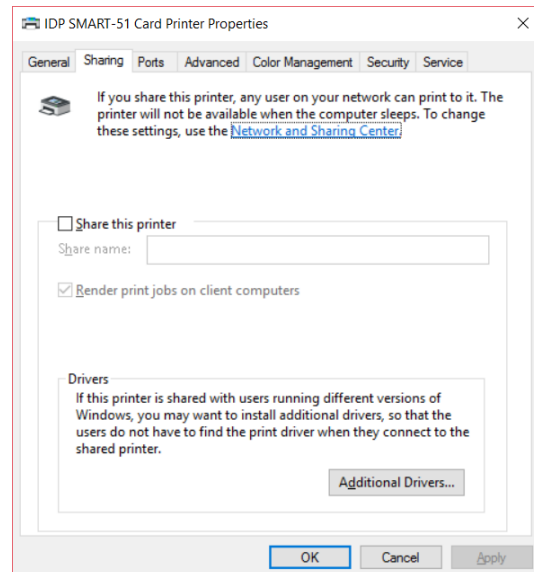 IDP SMART-51 Card Printer Properties
General Sharing Ports Advanced Color Management Security Service
If you share this printer, any user on your network can print to it. The
printer will not be available when the computer sleeps. To change
these settings, use the Network and Sharing Center.
Share this printer
Share name:
Render print jobs on client computers
Drivers
If this printer is shared with users running different versions of
Windows, you may want to install additional drivers, so that the
users do not have to find the print driver when they connect to the
shared printer.
Additional Drivers...
OK Cancel Apply